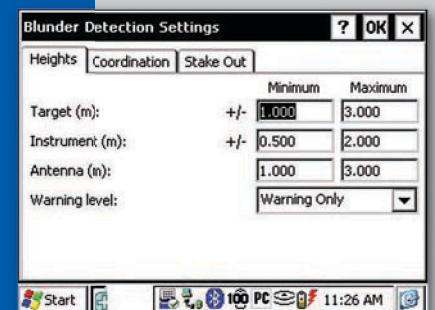 Blunder Detection Settings ? OK ×
Heights Coordination Stake Out
Minimum Maximum
Target (m): +/- 1.000 3.000
Instrument (m): +/- 0.500 2.000
Antenna (m): 1.000 3.000
Warning level: Warning Only
Start 100 PC 11:26 AM